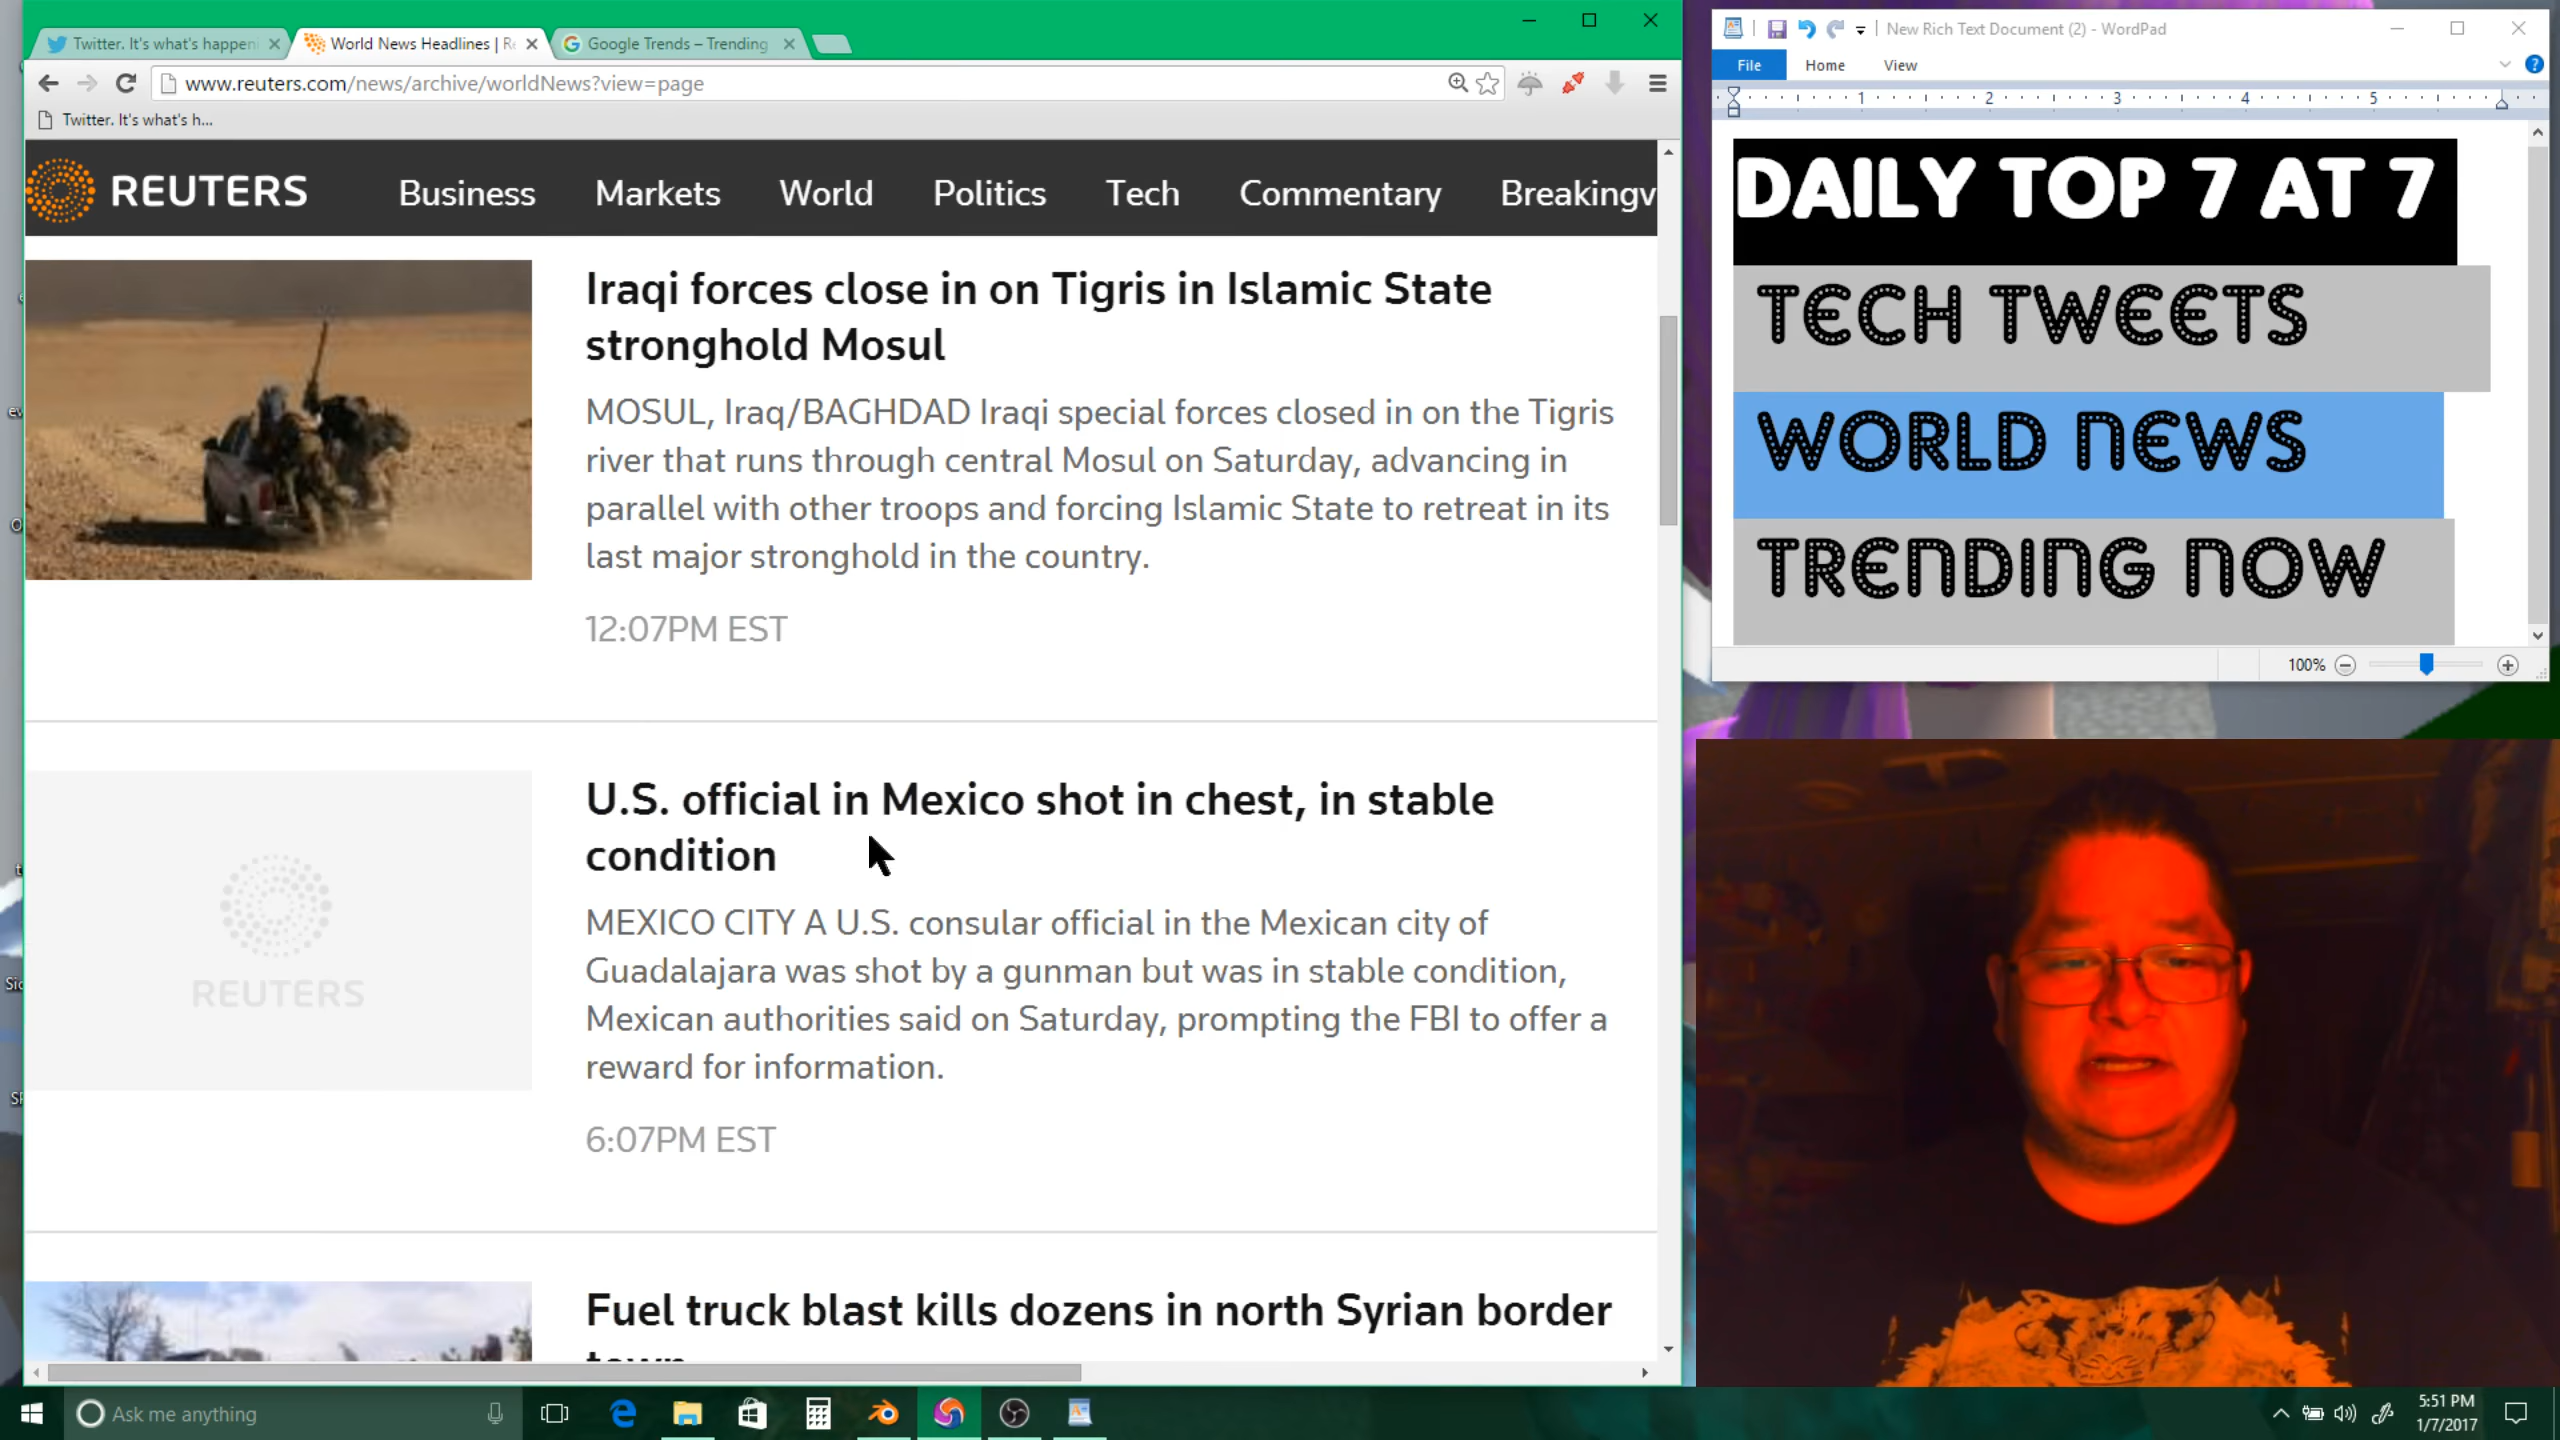 Twitter. It's what's happeni
World News Headlines | Re
Google Trends – Trending
www.reuters.com/news/archive/worldNews?view=page
Twitter. It's what's h...
REUTERS
Business
Markets
World
Politics
Tech
Commentary
Breakingv
Iraqi forces close in on Tigris in Islamic State
stronghold Mosul
MOSUL, Iraq/BAGHDAD Iraqi special forces closed in on the Tigris
river that runs through central Mosul on Saturday, advancing in
parallel with other troops and forcing Islamic State to retreat in its
last major stronghold in the country.
12:07PM EST
REUTERS
U.S. official in Mexico shot in chest, in stable
condition
MEXICO CITY A U.S. consular official in the Mexican city of
Guadalajara was shot by a gunman but was in stable condition,
Mexican authorities said on Saturday, prompting the FBI to offer a
reward for information.
6:07PM EST
Fuel truck blast kills dozens in north Syrian border
New Rich Text Document (2) - WordPad
File
Home
View
1 2 3 4 5
DAILY TOP 7 AT 7
TECH TWEETS
WORLD NEWS
TRENDING NOW
100%
Ask me anything
5:51 PM
1/7/2017